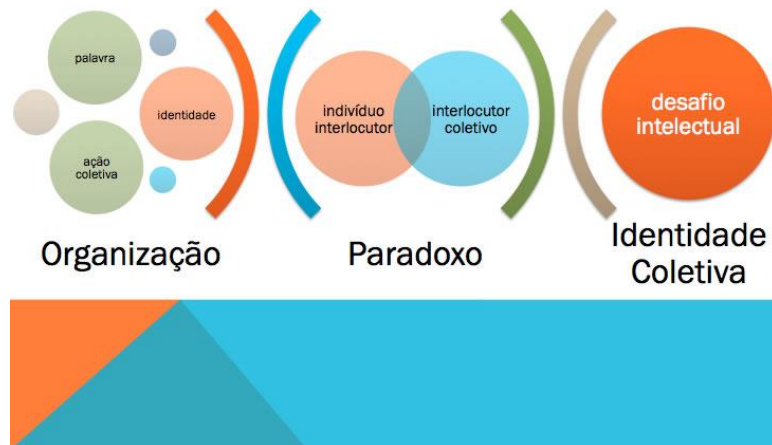 palavra
identidade
ação
coletiva
Organização
indivíduo
interlocutor
interlocutor
coletivo
Paradoxo
desafio
intelectual
Identidade
Coletiva